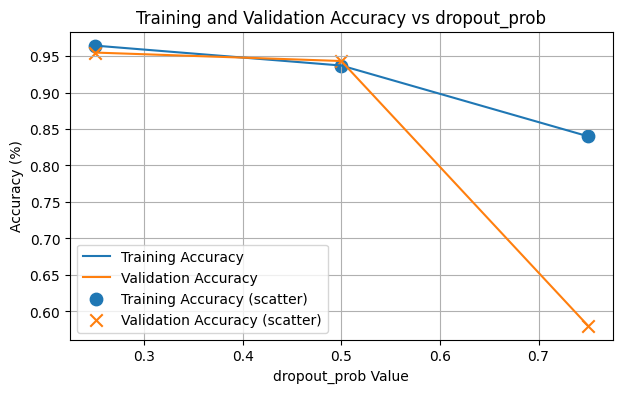 Training and Validation Accuracy vs dropout_prob
Accuracy (%)
0.95
0.90
0.85
0.80
0.75
0.70
0.65
0.60
Training Accuracy
Validation Accuracy
Training Accuracy (scatter)
Validation Accuracy (scatter)
0.3 0.4 0.5 0.6 0.7
dropout_prob Value